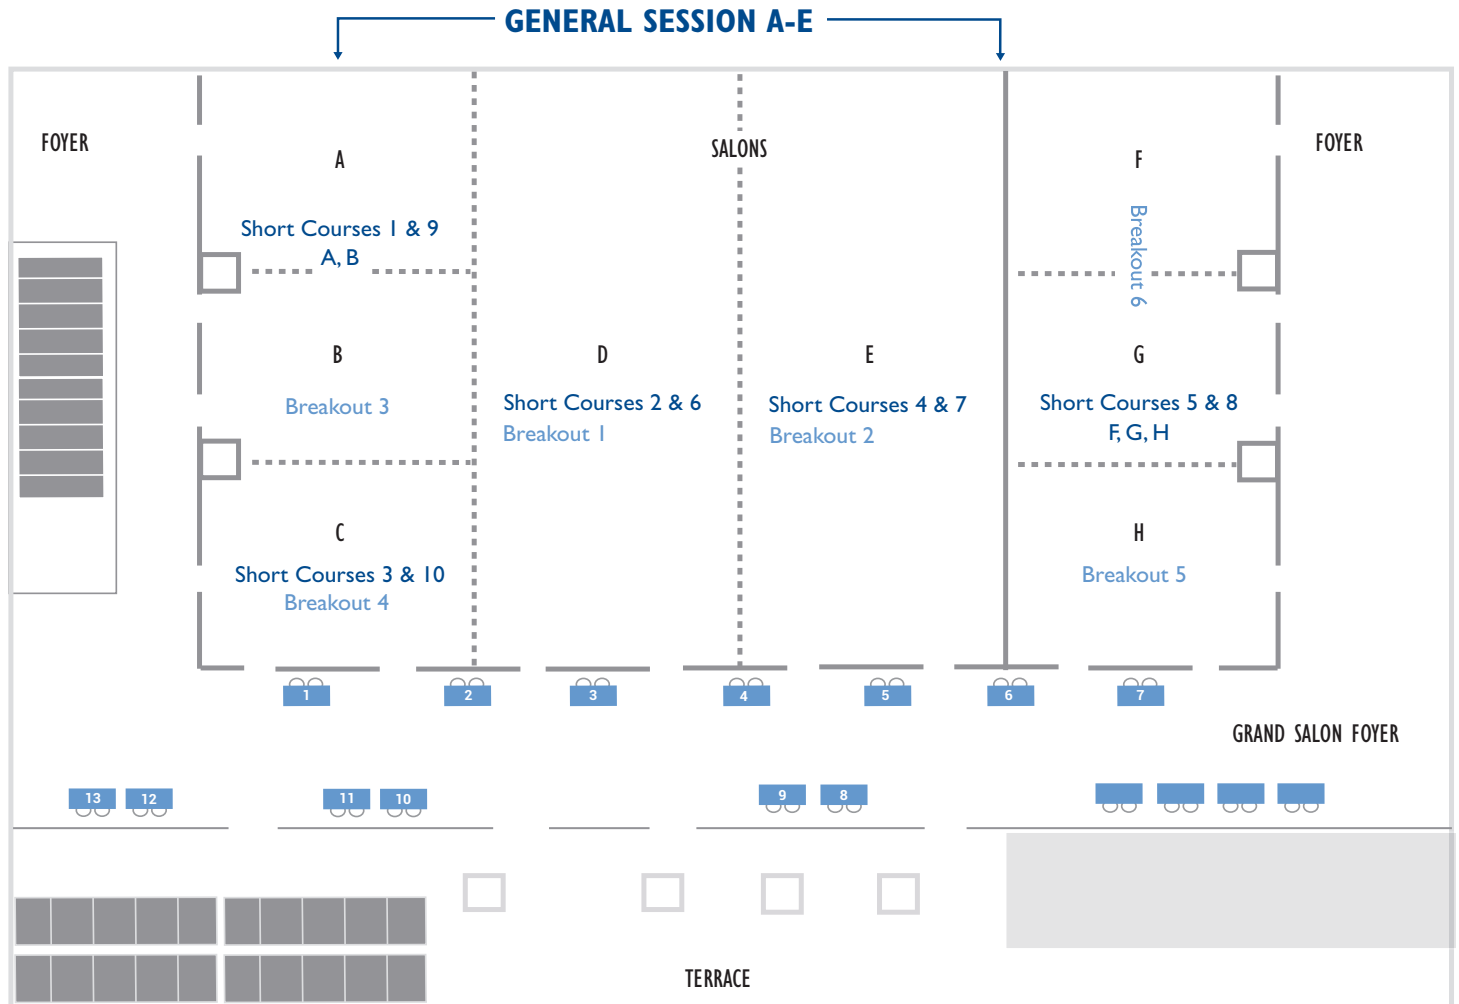 GENERAL SESSION A-E
FOYER
SALONS
FOYER
A
Short Courses 1 & 9
A, B
B
Breakout 3
C
Short Courses 3 & 10
Breakout 4
D
Short Courses 2 & 6
Breakout 1
E
Short Courses 4 & 7
Breakout 2
F
Breakout 6
G
Short Courses 5 & 8
F, G, H
H
Breakout 5
1
2
3
4
5
6
7
GRAND SALON FOYER
13
12
11
10
9
8
TERRACE